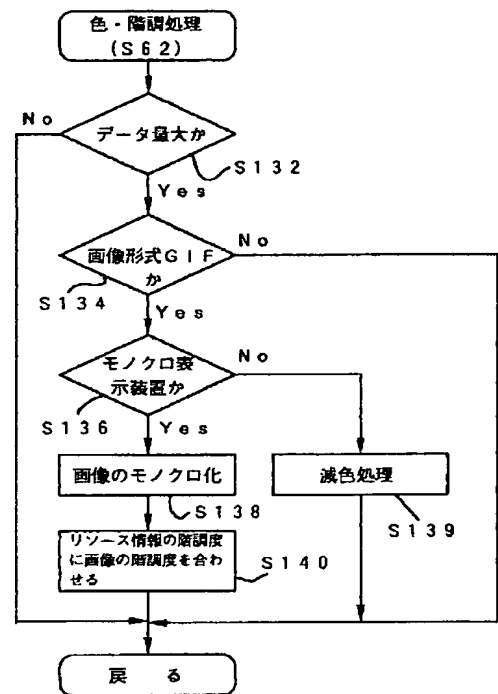 色・階調処理
(S62)
No
データ量大か
S132
Yes
画像形式GIF
か
No
S134
Yes
モノクロ表
示装置か
No
S136
Yes
画像のモノクロ化
減色処理
S138
S139
リソース情報の階調度
に画像の階調度を合わ
せる
S140
戻 る